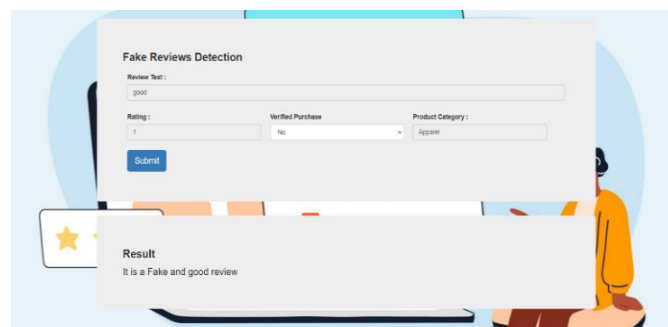 Fake Reviews Detection
Review Text :
good
Rating : Verified Purchase Product Category :
1 No Apparel
Submit
Result
It is a Fake and good review